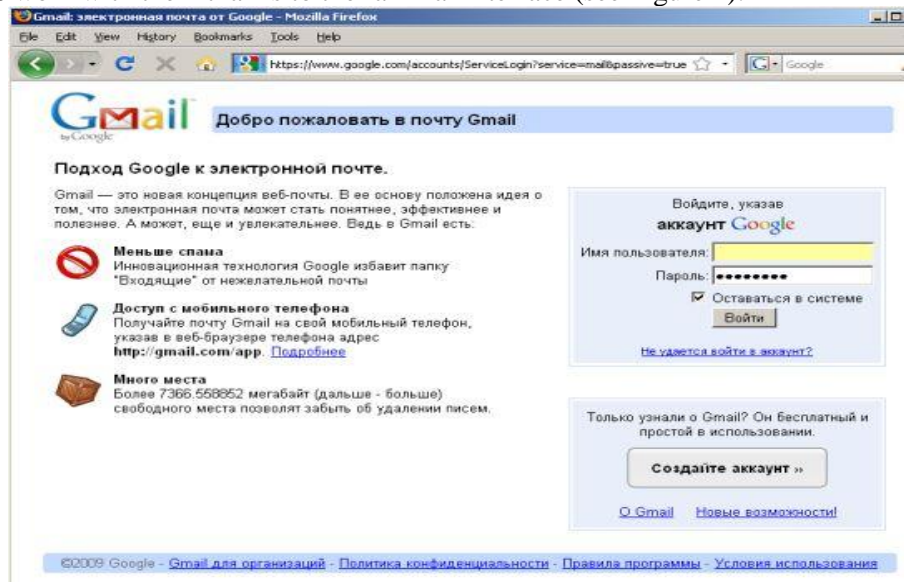 Gmail: электронная почта от Google - Mozilla Firefox
File Edit View History Bookmarks Tools Help
https://www.google.com/accounts/ServiceLogin?service=mail&passive=true
Google
Gmail
by Google
Добро пожаловать в почту Gmail
Подход Google к электронной почте.
Gmail — это новая концепция веб-почты. В ее основу положена идея о
том, что электронная почта может стать понятнее, эффективнее и
полезнее. А может, еще и увлекательнее. Ведь в Gmail есть:
Меньше спама
Инновационная технология Google избавит папку
"Входящие" от нежелательной почты
Доступ с мобильного телефона
Получайте почту Gmail на свой мобильный телефон,
указав в веб-браузере телефона адрес
http://gmail.com/app. Подробнее
Много места
Более 7366.558852 мегабайт (дальше - больше)
свободного места позволят забыть об удалении писем.
Войдите, указав
аккаунт Google
Имя пользователя:
Пароль:
Оставаться в системе
Войти
Не удается войти в аккаунт?
Только узнали о Gmail? Он бесплатный и
простой в использовании.
Создайте аккаунт »
О Gmail Новые возможности!
©2009 Google - Gmail для организаций - Политика конфиденциальности - Правила программы - Условия использования